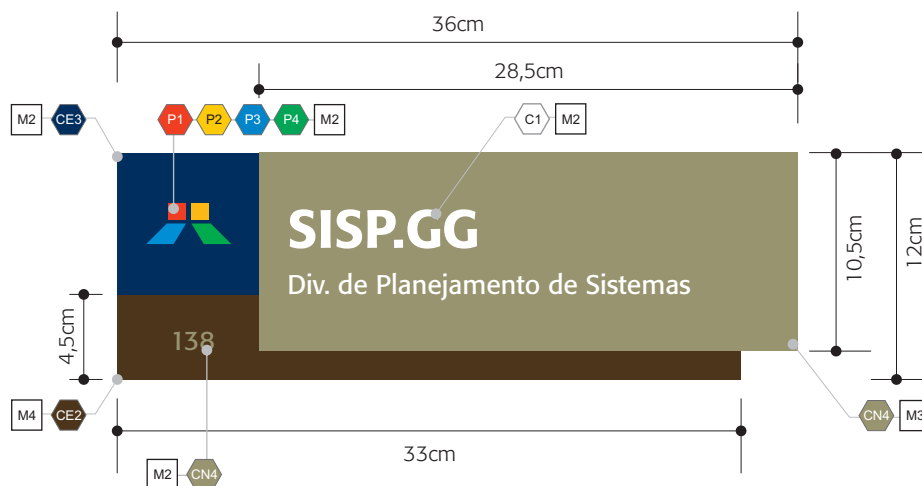 36cm
28,5cm
M2 CE3
P1 P2 P3 P4 M2
C1 M2
SISP.GG
Div. de Planejamento de Sistemas
10,5cm
12cm
4,5cm
138
M4 CE2
CN4 M3
33cm
M2 CN4